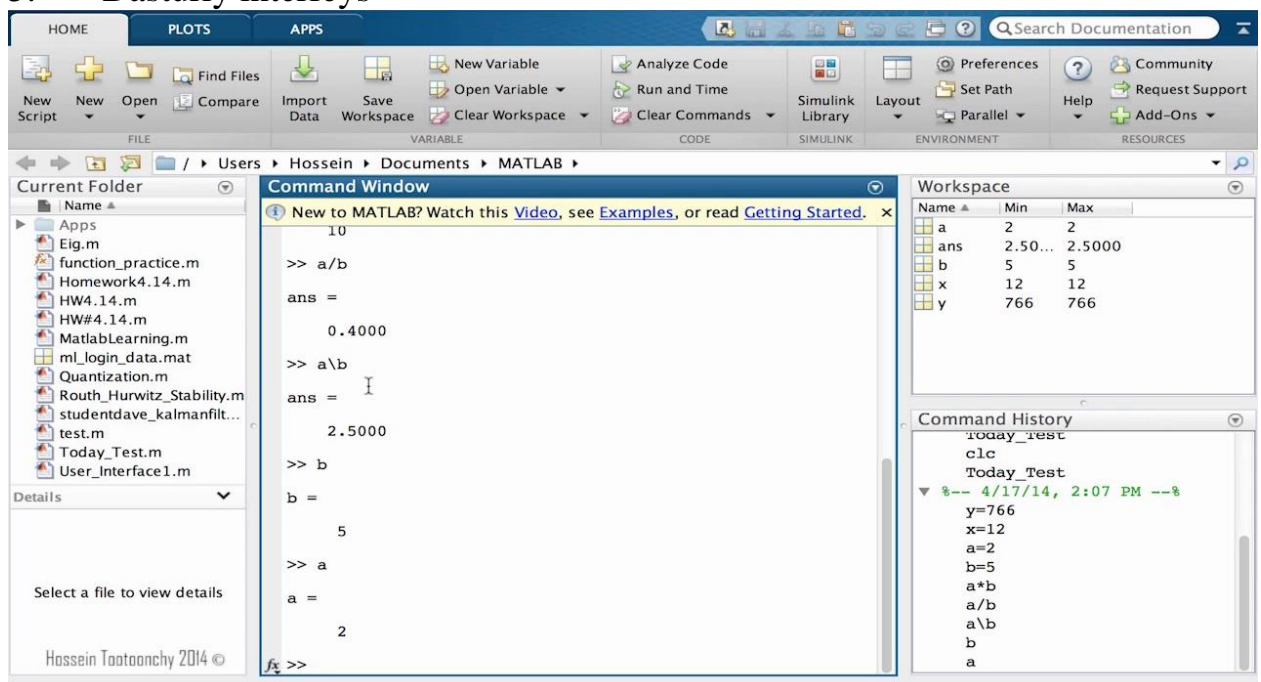 Dasturiy interfeys
HOME PLOTS APPS Search Documentation
New Script New Open Find Files Compare Import Data Save Workspace New Variable Open Variable Clear Workspace Analyze Code Run and Time Clear Commands Simulink Library Layout Preferences Set Path Parallel Help Community Request Support Add-Ons
FILE VARIABLE CODE SIMULINK ENVIRONMENT RESOURCES
/ Users Hossein Documents MATLAB
Current Folder
Name
Apps
Eig.m
function_practice.m
Homework4.14.m
HW4.14.m
HW#4.14.m
MatlabLearning.m
ml_login_data.mat
Quantization.m
Routh_Hurwitz_Stability.m
studentdave_kalmanfilt...
test.m
Today_Test.m
User_Interface1.m
Details
Select a file to view details
Hossein Tootoonchy 2014 ©
Command Window
New to MATLAB? Watch this Video, see Examples, or read Getting Started.
10
>> a/b
ans =
0.4000
>> a\b
ans =
2.5000
>> b
b =
5
>> a
a =
2
fx >>
Workspace
Name Min Max
a 2 2
ans 2.50... 2.5000
b 5 5
x 12 12
y 766 766
Command History
Today_Test
clc
Today_Test
%-- 4/17/14, 2:07 PM --%
y=766
x=12
a=2
b=5
a*b
a/b
a\b
b
a